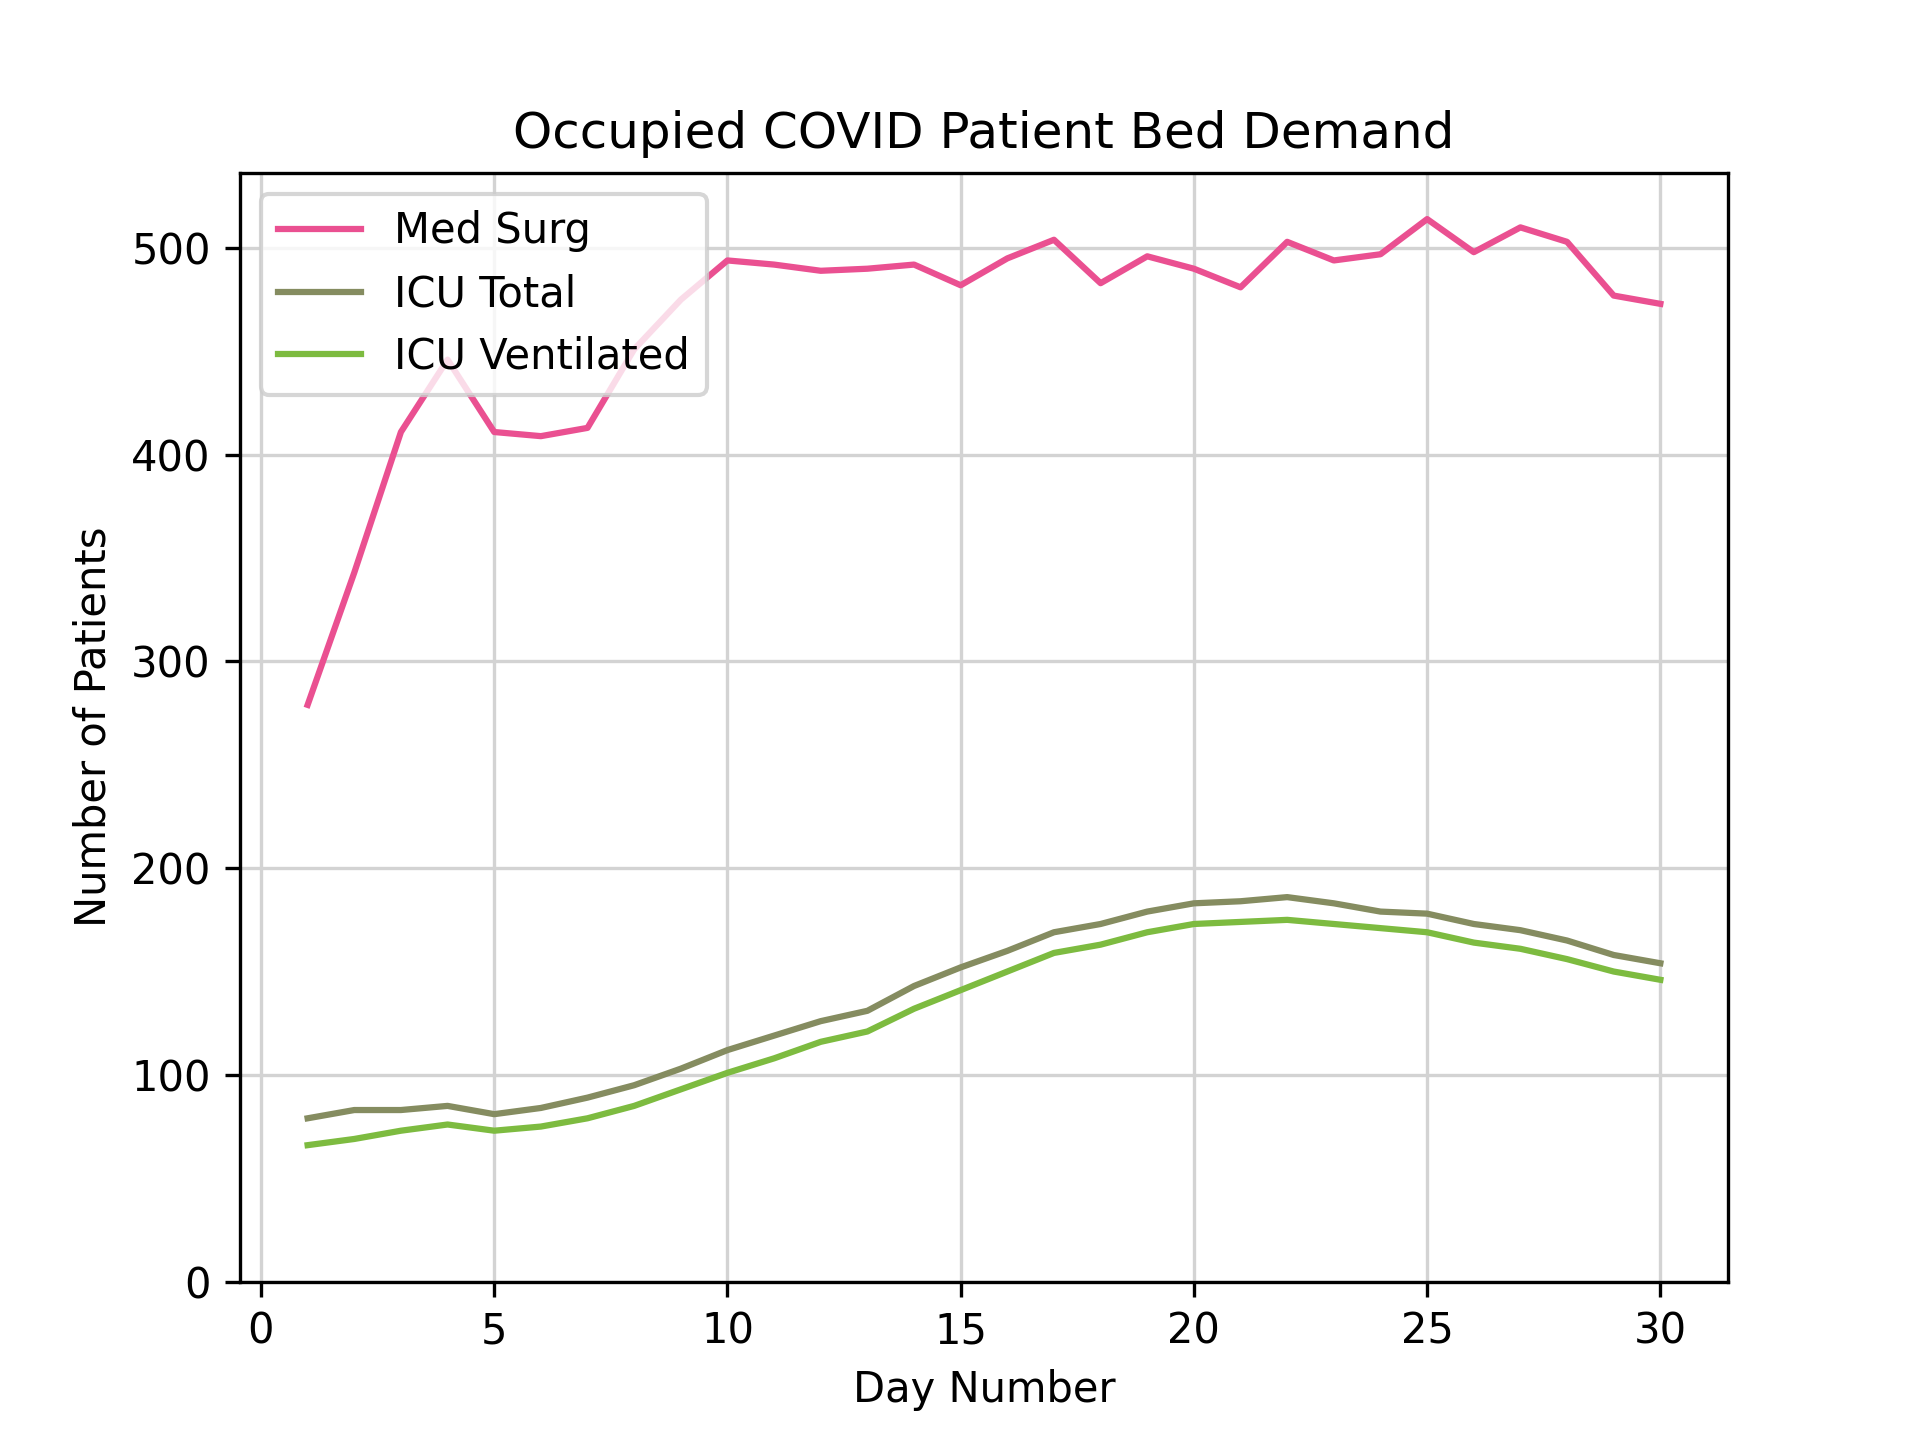 Occupied COVID Patient Bed Demand
Med Surg
ICU Total
ICU Ventilated
Number of Patients
500
400
300
200
100
0
0 5 10 15 20 25 30
Day Number